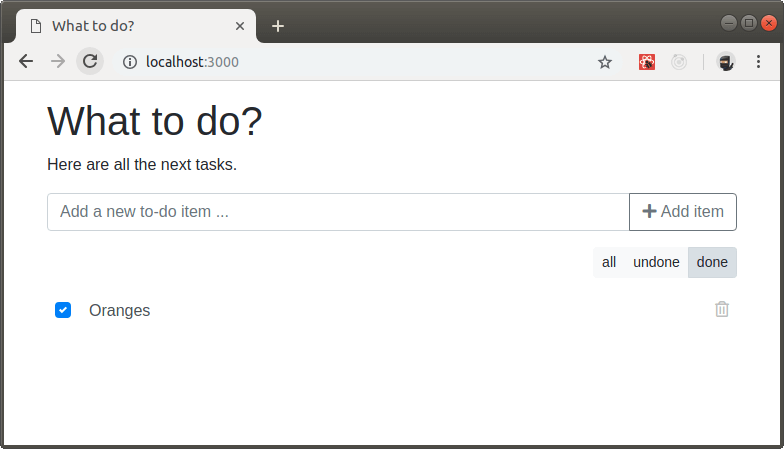 What to do?
localhost:3000
What to do?
Here are all the next tasks.
Add a new to-do item ...
Add item
all undone done
Oranges